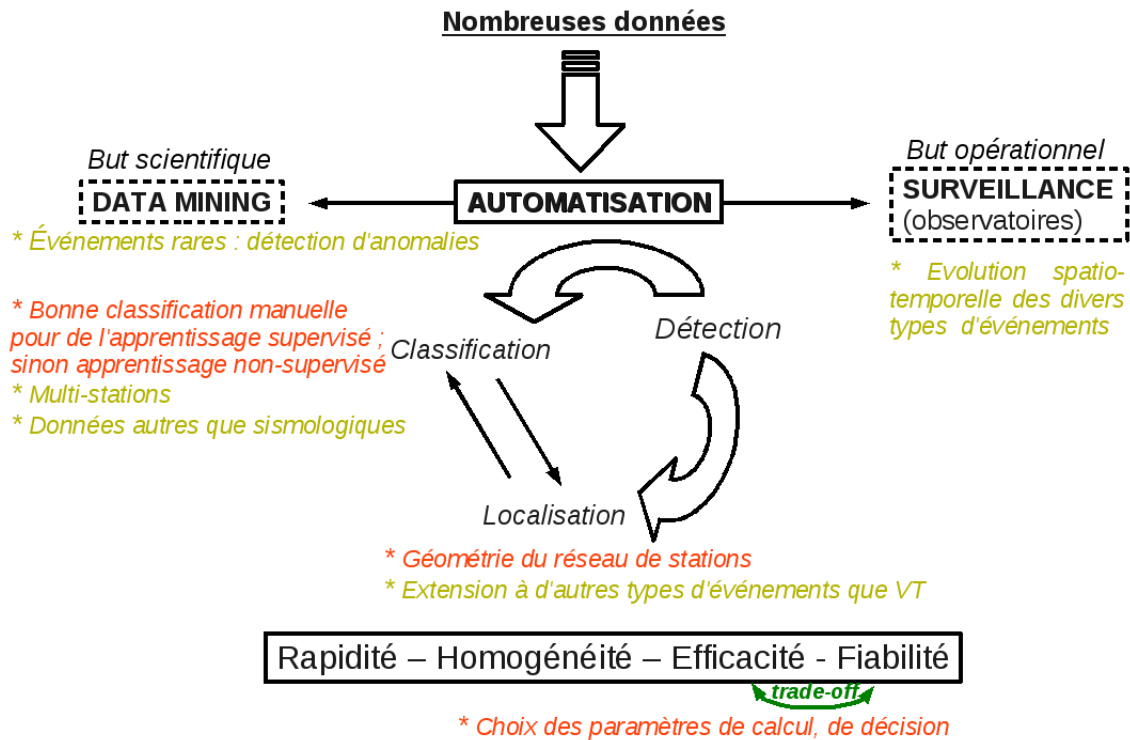 Nombreuses données
But scientifique
DATA MINING
AUTOMATISATION
But opérationnel
SURVEILLANCE
(observatoires)
* Événements rares : détection d'anomalies
* Evolution spatio-
temporelle des divers
types d'événements
* Bonne classification manuelle
pour de l'apprentissage supervisé ;
sinon apprentissage non-supervisé
* Multi-stations
* Données autres que sismologiques
Classification
Détection
Localisation
* Géométrie du réseau de stations
* Extension à d'autres types d'événements que VT
Rapidité – Homogénéité – Efficacité - Fiabilité
trade-off
* Choix des paramètres de calcul, de décision